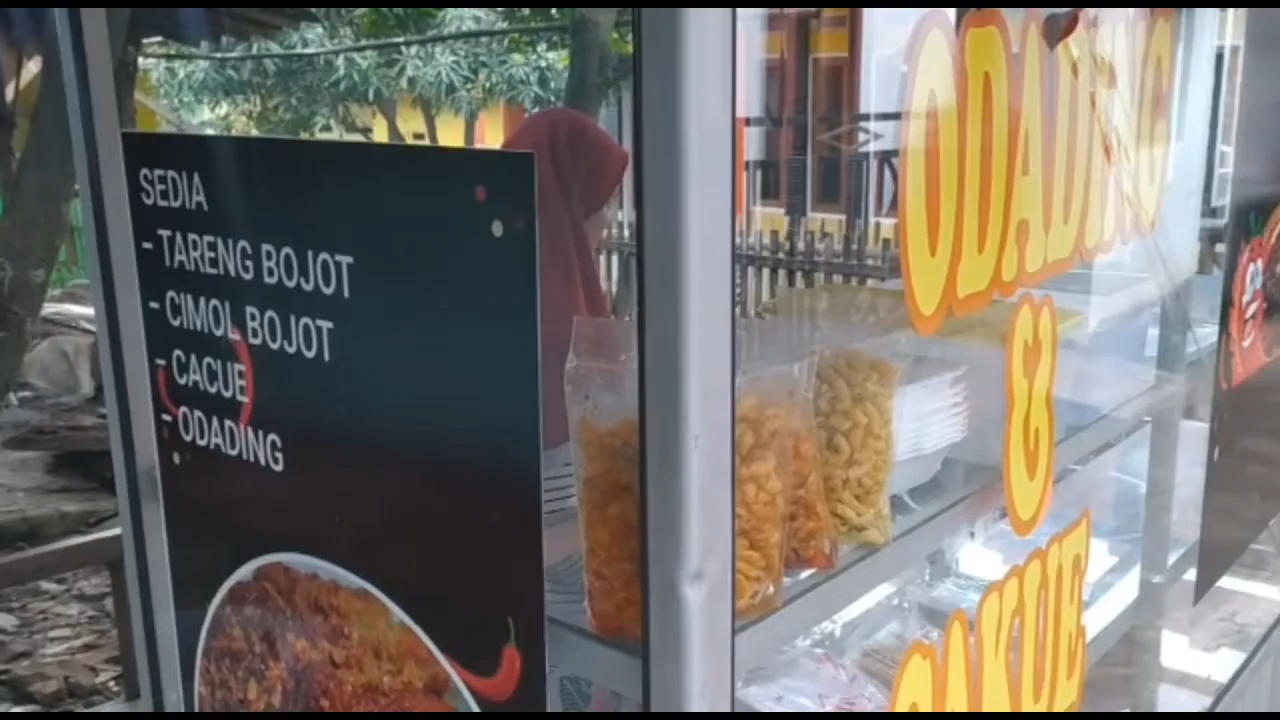 SEDIA
- TARENG BOJOT
- CIMOL BOJOT
- CACUE
- ODADING
ODADING
&
CAKUE